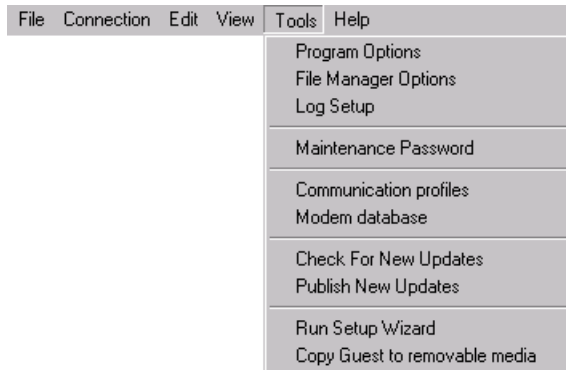 File Connection Edit View Tools Help
Program Options
File Manager Options
Log Setup
Maintenance Password
Communication profiles
Modem database
Check For New Updates
Publish New Updates
Run Setup Wizard
Copy Guest to removable media